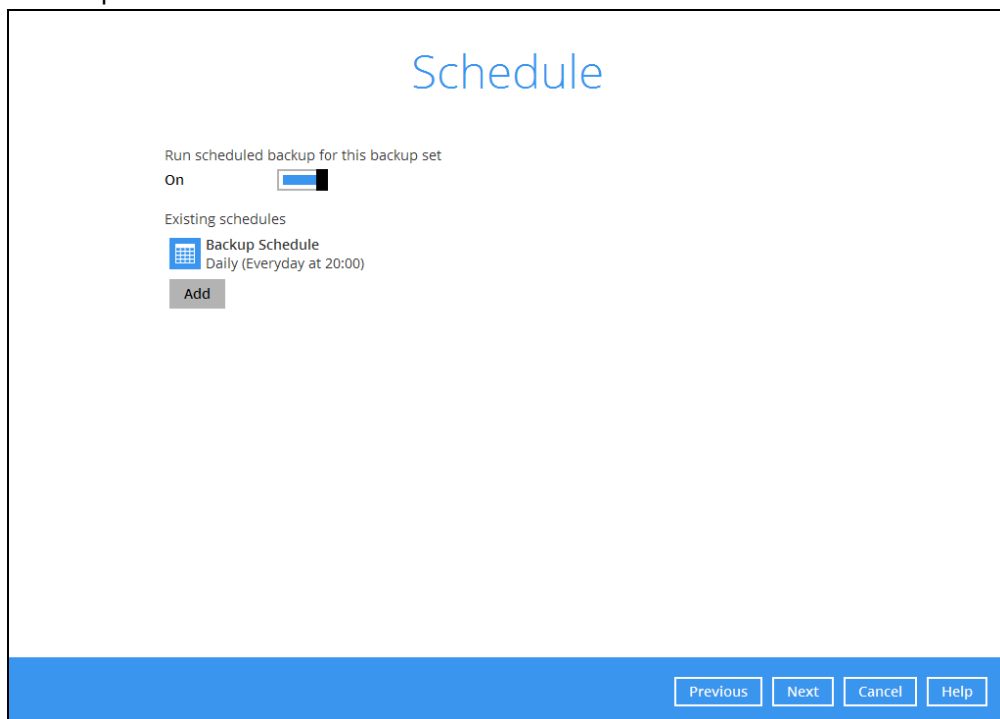 Schedule
Run scheduled backup for this backup set
On
Existing schedules
Backup Schedule
Daily (Everyday at 20:00)
Add
Previous Next Cancel Help